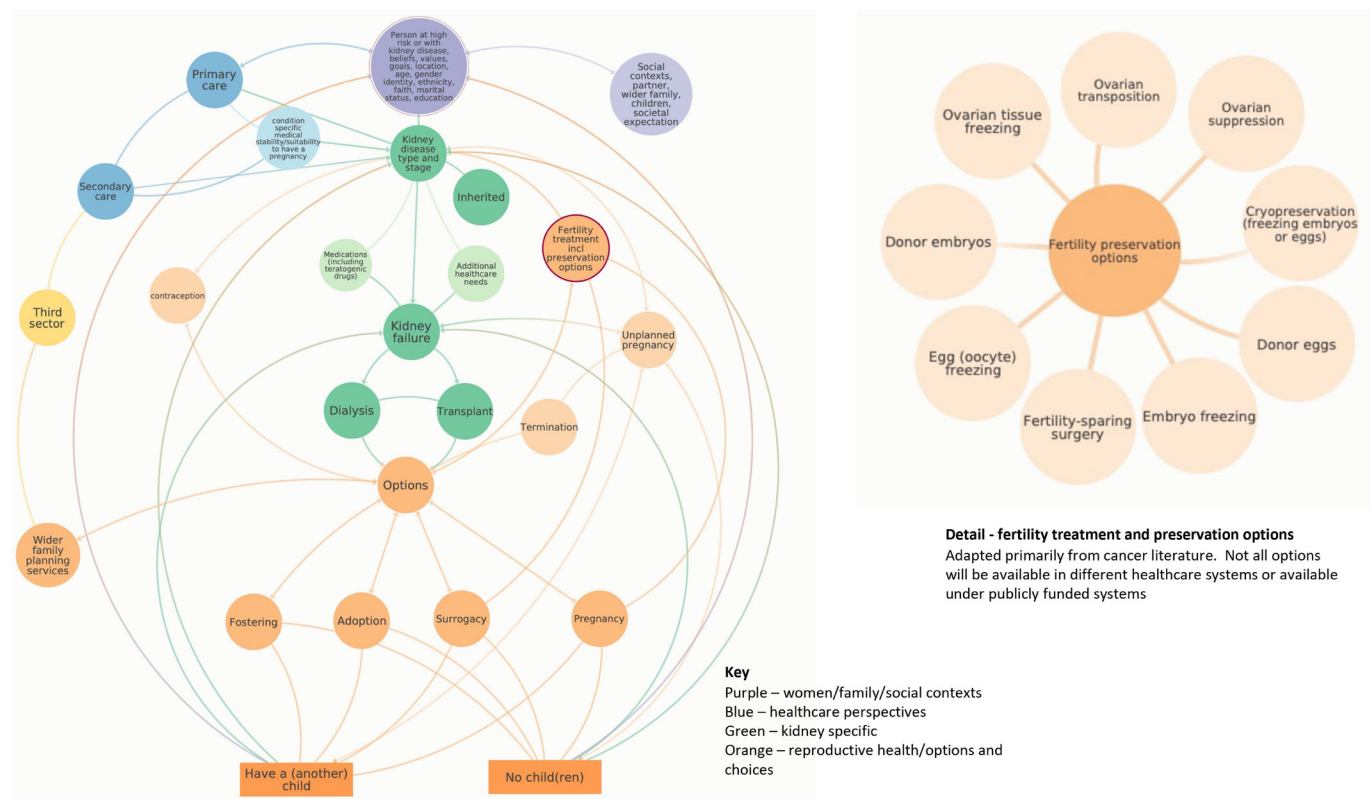 Person at high
risk or with
kidney disease,
beliefs, values,
goals, location,
age, gender
identity, ethnicity,
faith, marital
status, education
Primary
care
Social
contexts,
partner,
wider family,
children,
societal
expectation
condition
specific
medical
stability/suitability
to have a
pregnancy
Kidney
disease
type and
stage
Secondary
care
Inherited
Fertility
treatment
incl
preservation
options
Medications
(including
teratogenic
drugs)
Additional
healthcare
needs
contraception
Third
sector
Kidney
failure
Unplanned
pregnancy
Dialysis
Transplant
Termination
Options
Wider
family
planning
services
Fostering
Adoption
Surrogacy
Pregnancy
Have a (another)
child
No child(ren)
Key
Purple – women/family/social contexts
Blue – healthcare perspectives
Green – kidney specific
Orange – reproductive health/options and
choices
Ovarian
transposition
Ovarian tissue
freezing
Ovarian
suppression
Donor embryos
Fertility preservation
options
Cryopreservation
(freezing embryos
or eggs)
Egg (oocyte)
freezing
Donor eggs
Fertility-sparing
surgery
Embryo freezing
Detail - fertility treatment and preservation options
Adapted primarily from cancer literature.  Not all options
will be available in different healthcare systems or available
under publicly funded systems